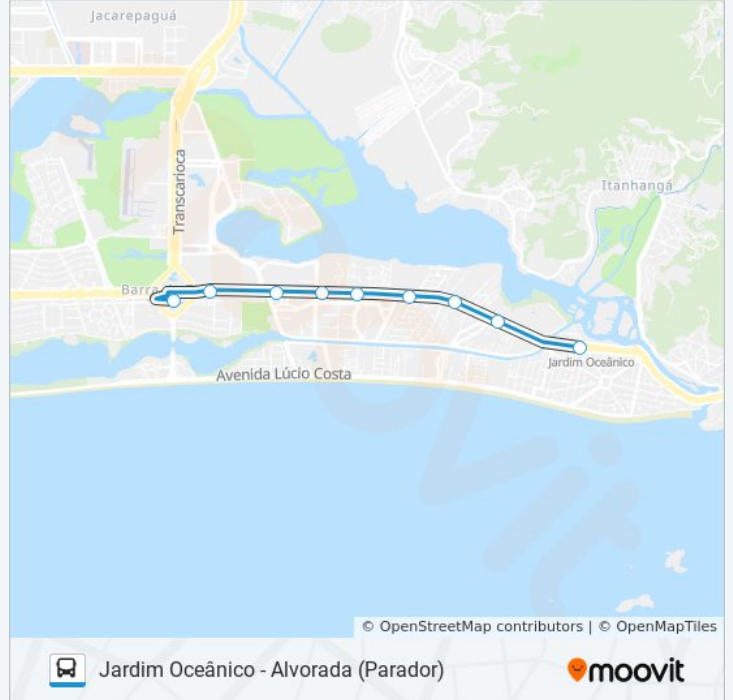 Jacarepaguá
Transcarioca
Itanhangá
Barra
Jardim Oceânico
Avenida Lúcio Costa
© OpenStreetMap contributors | © OpenMapTiles
Jardim Oceânico - Alvorada (Parador)
moovit